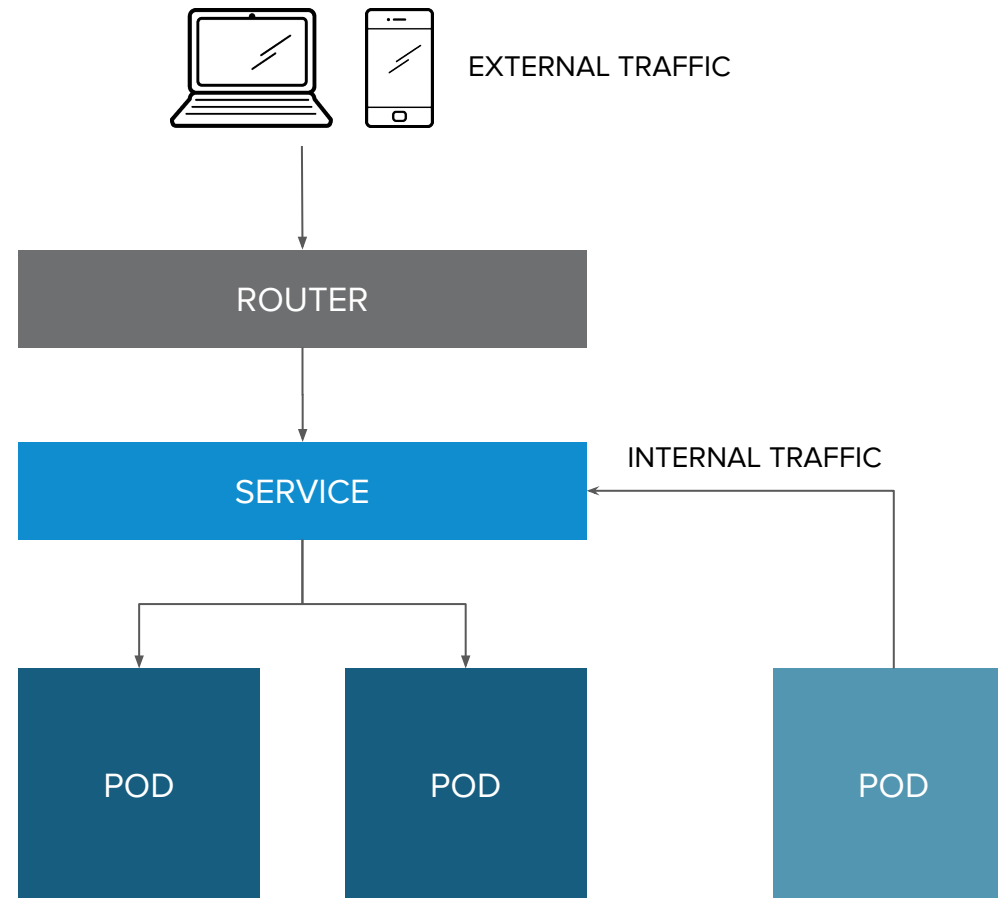 EXTERNAL TRAFFIC
ROUTER
INTERNAL TRAFFIC
SERVICE
POD
POD
POD